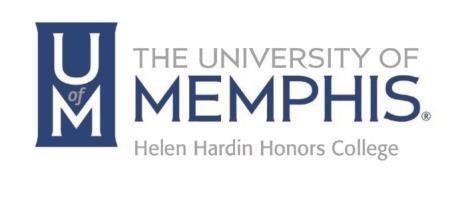 U
of
M
THE UNIVERSITY OF
MEMPHIS®
Helen Hardin Honors College